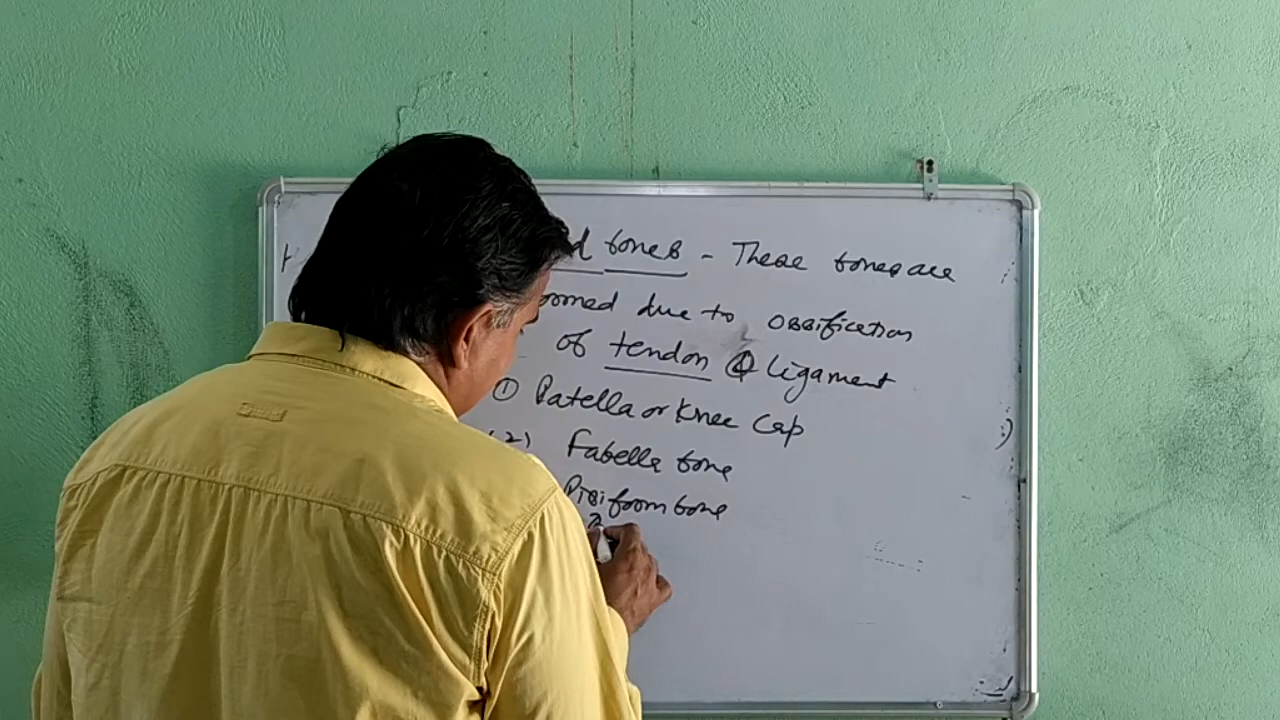 bones - These bones are
formed due to ossification
of tendon & ligament
① Patella or Knee Cap
(2) Fabella bone
Pisiform bone